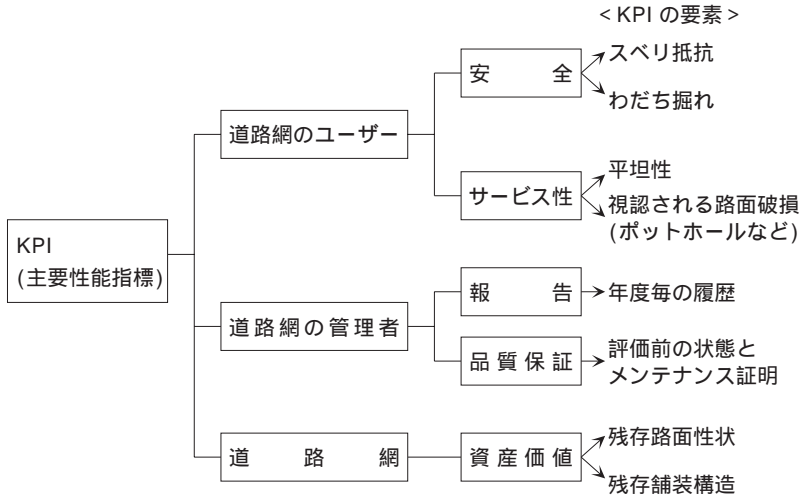 ＜KPI の要素＞
KPI
(主要性能指標)
道路網のユーザー
安全
スベリ抵抗
わだち掘れ
サービス性
平坦性
視認される路面破損
(ポットホールなど)
道路網の管理者
報告
年度毎の履歴
品質保証
評価前の状態と
メンテナンス証明
道路網
資産価値
残存路面性状
残存舗装構造